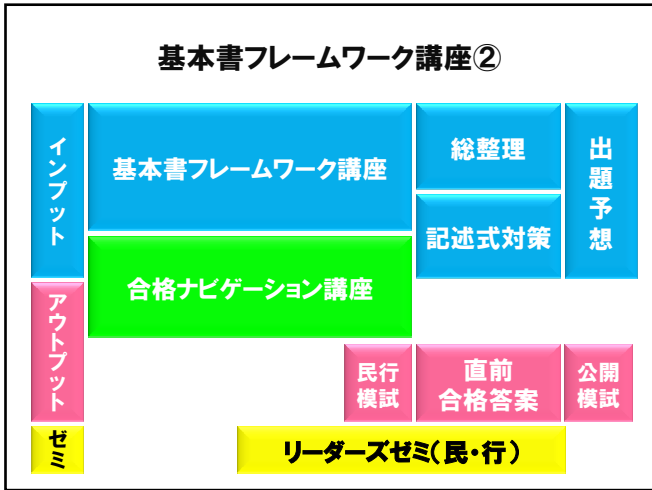 基本書フレームワーク講座②
インプット
基本書フレームワーク講座
総整理
出題予想
記述式対策
合格ナビゲーション講座
アウトプット
民行
模試
直前
合格答案
公開
模試
ゼミ
リーダーズゼミ(民・行)